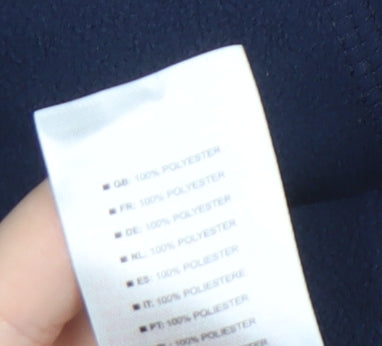 ■ GB: 100% POLYESTER
■ FR: 100% POLYESTER
■ DE: 100% POLYESTER
■ NL: 100% POLYESTER
■ ES: 100% POLIESTER
■ IT: 100% POLIESTERE
■ PT: 100% POLIESTER
100% POLIESTER